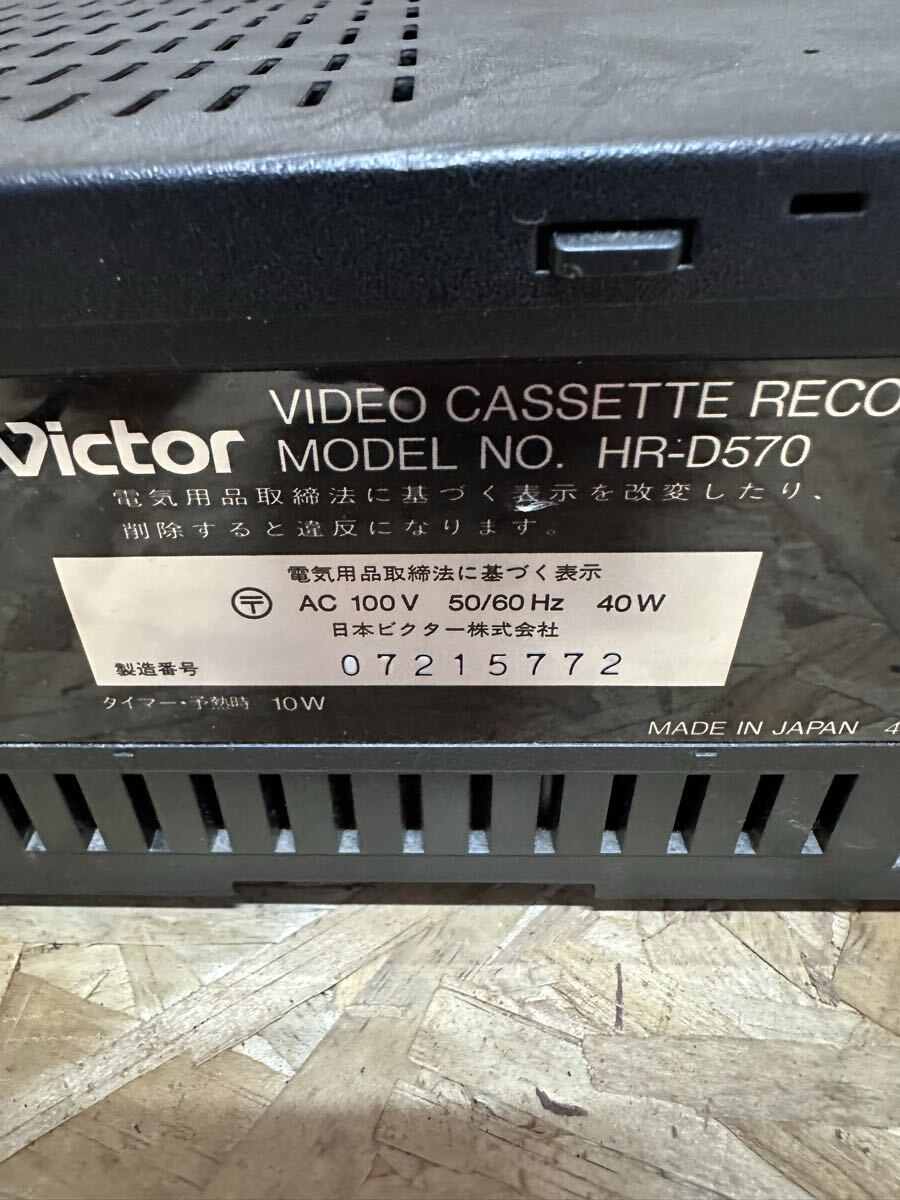 Victor
VIDEO CASSETTE RECO
MODEL NO. HR-D570
電気用品取締法に基づく表示を改変したり、
削除すると違反になります。
電気用品取締法に基づく表示
〶 AC 100V 50/60Hz 40W
日本ビクター株式会社
製造番号 07215772
タイマー・予熱時 10W
MADE IN JAPAN 4